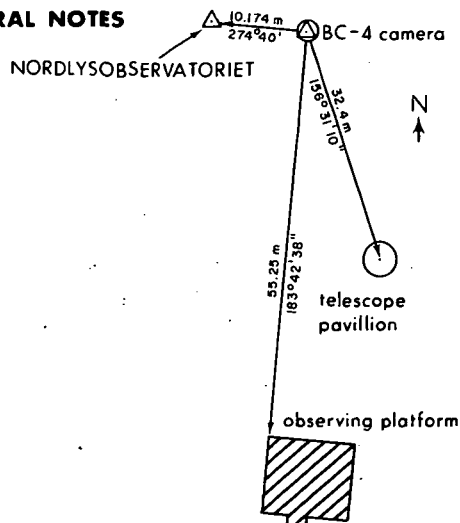 RAL NOTES
10.174 m
274°40'
BC-4 camera
NORDLYSOBSERVATORIET
32.4 m
156°31'10"
N
55.25 m
183°42'38"
telescope
pavillion
observing platform